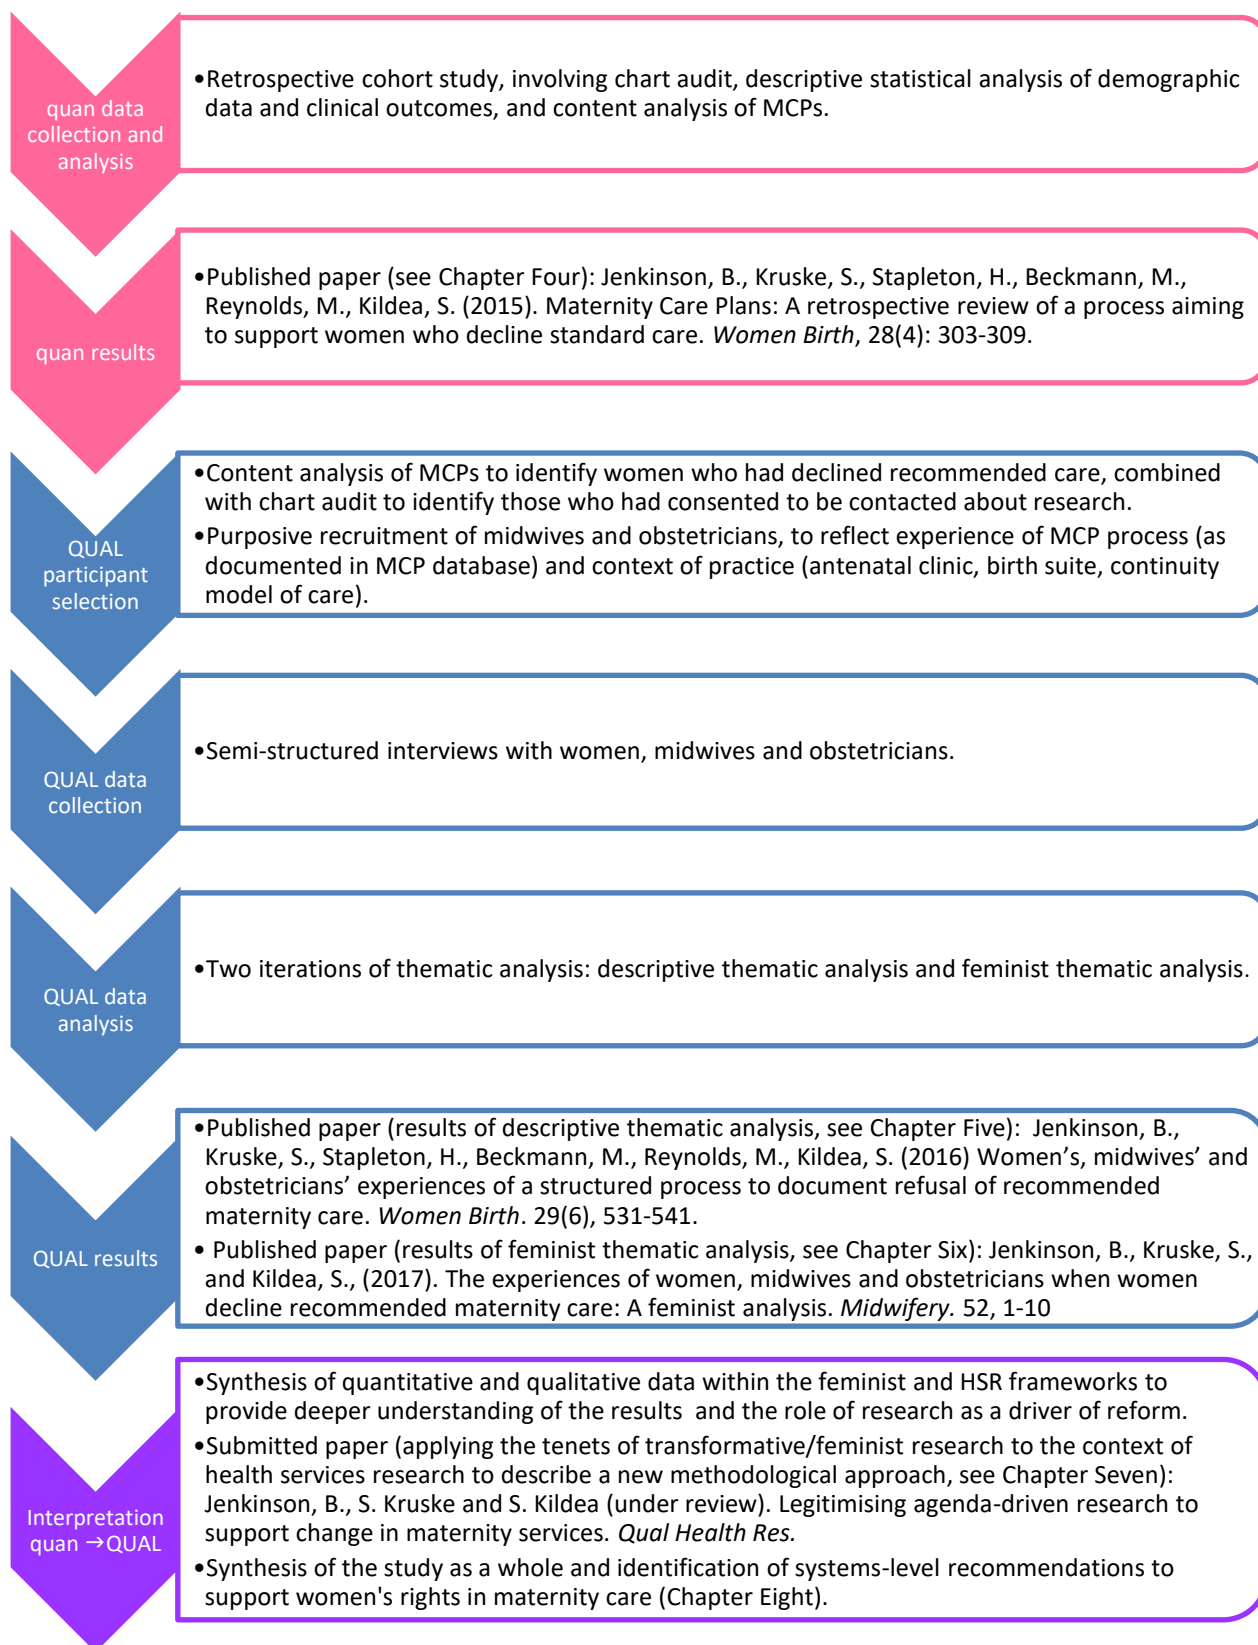 quan data
collection and
analysis
•Retrospective cohort study, involving chart audit, descriptive statistical analysis of demographic
data and clinical outcomes, and content analysis of MCPs.
quan results
•Published paper (see Chapter Four): Jenkinson, B., Kruske, S., Stapleton, H., Beckmann, M.,
Reynolds, M., Kildea, S. (2015). Maternity Care Plans: A retrospective review of a process aiming
to support women who decline standard care. Women Birth, 28(4): 303-309.
QUAL
participant
selection
•Content analysis of MCPs to identify women who had declined recommended care, combined
with chart audit to identify those who had consented to be contacted about research.
•Purposive recruitment of midwives and obstetricians, to reflect experience of MCP process (as
documented in MCP database) and context of practice (antenatal clinic, birth suite, continuity
model of care).
QUAL data
collection
•Semi-structured interviews with women, midwives and obstetricians.
QUAL data
analysis
•Two iterations of thematic analysis: descriptive thematic analysis and feminist thematic analysis.
QUAL results
•Published paper (results of descriptive thematic analysis, see Chapter Five): Jenkinson, B.,
Kruske, S., Stapleton, H., Beckmann, M., Reynolds, M., Kildea, S. (2016) Women's, midwives' and
obstetricians' experiences of a structured process to document refusal of recommended
maternity care. Women Birth. 29(6), 531-541.
• Published paper (results of feminist thematic analysis, see Chapter Six): Jenkinson, B., Kruske, S.,
and Kildea, S., (2017). The experiences of women, midwives and obstetricians when women
decline recommended maternity care: A feminist analysis. Midwifery. 52, 1-10
Interpretation
quan →QUAL
•Synthesis of quantitative and qualitative data within the feminist and HSR frameworks to
provide deeper understanding of the results and the role of research as a driver of reform.
•Submitted paper (applying the tenets of transformative/feminist research to the context of
health services research to describe a new methodological approach, see Chapter Seven):
Jenkinson, B., S. Kruske and S. Kildea (under review). Legitimising agenda-driven research to
support change in maternity services. Qual Health Res.
•Synthesis of the study as a whole and identification of systems-level recommendations to
support women's rights in maternity care (Chapter Eight).